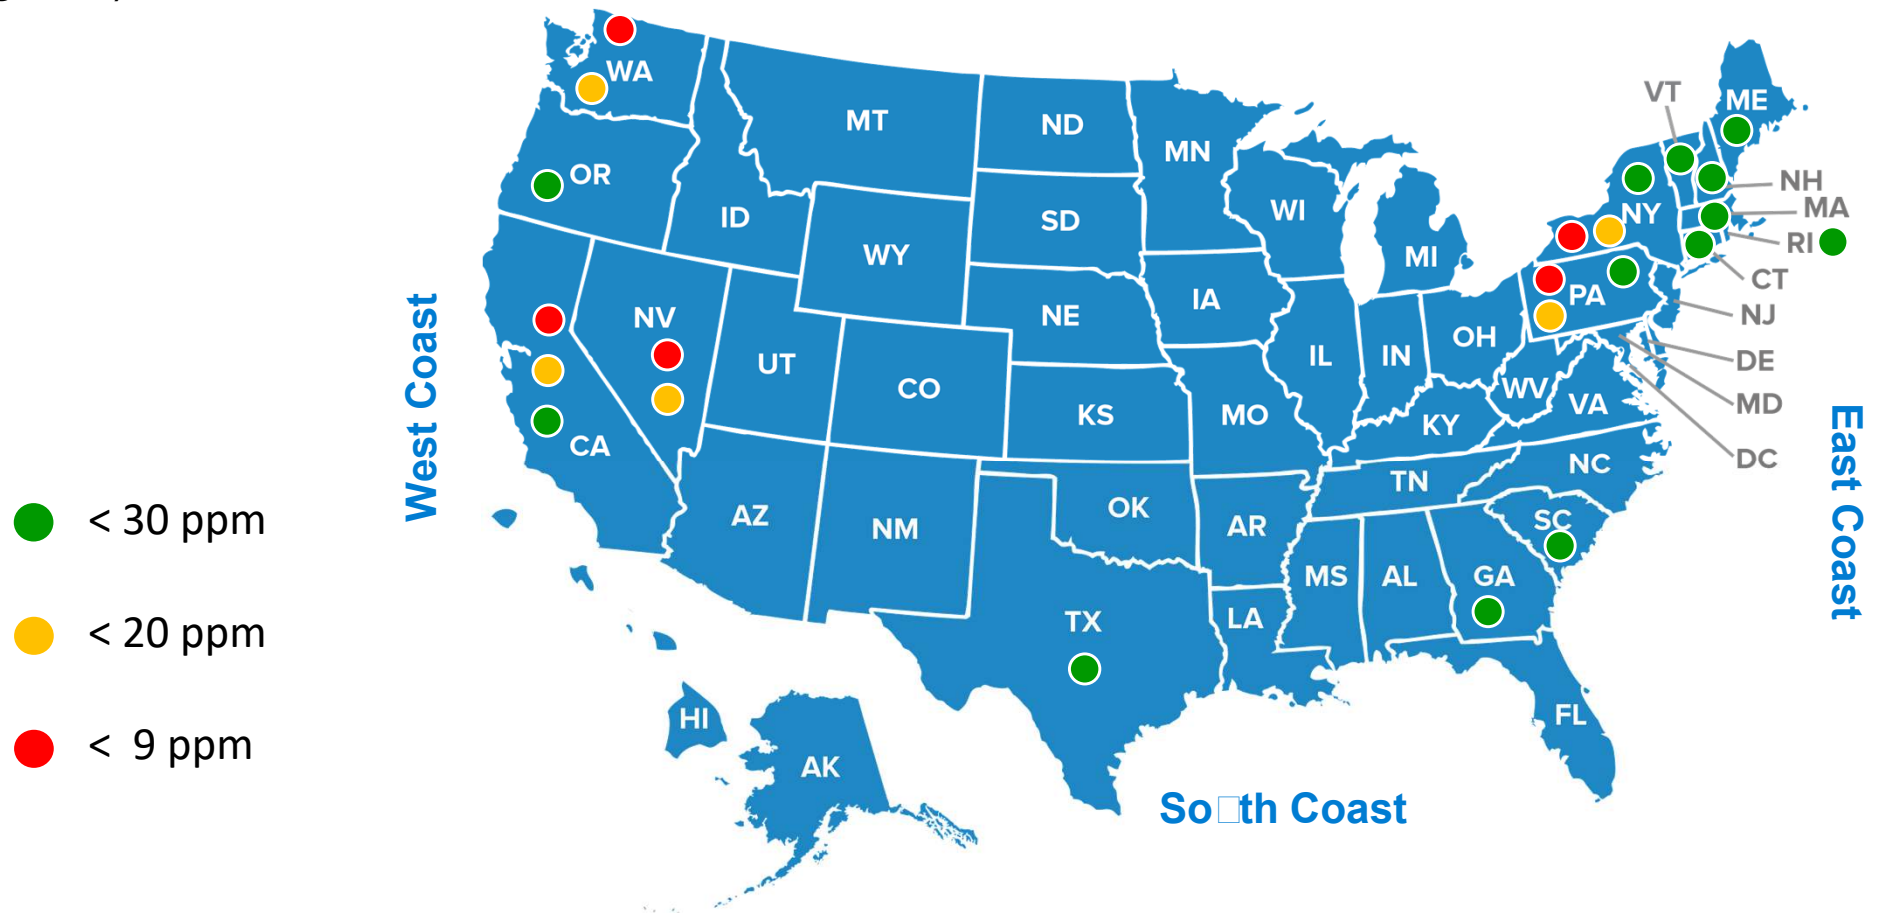 WA
MT
ND
MN
VT
ME
OR
ID
SD
WI
NY
NH
MA
RI
WY
MI
PA
CT
NV
NE
IA
NJ
UT
CO
IL
IN
OH
DE
WV
VA
MD
CA
KS
MO
KY
DC
AZ
NM
OK
TN
NC
AR
SC
MS
AL
GA
TX
LA
HI
AK
FL
West Coast
East Coast
So□th Coast
< 30 ppm
< 20 ppm
< 9 ppm